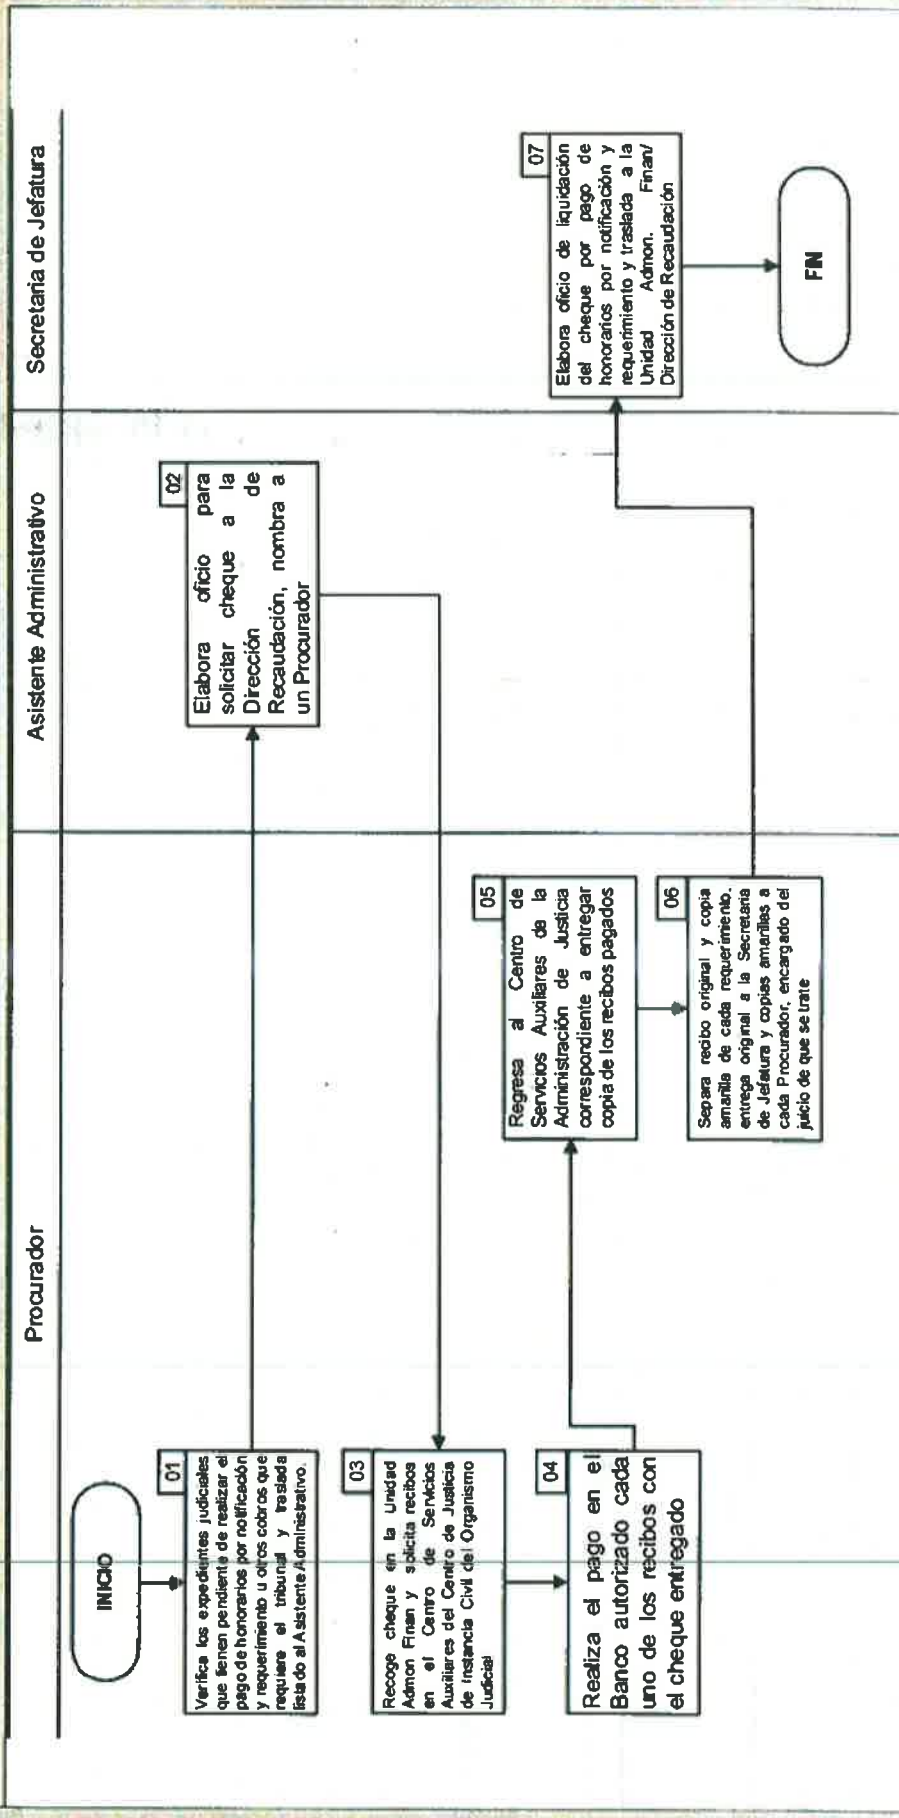 Procurador
Asistente Administrativo
Secretaria de Jefatura
INICIO
01
Verifica los expedientes judiciales
que tienen pendiente de realizar el
pago de honorarios por notificación
y requerimiento u otros cobros que
requiere el tribunal y traslada
listado al Asistente Administrativo.
02
Elabora oficio para
solicitar cheque a la
Dirección de
Recaudación, nombra a
un Procurador
03
Recoge cheque en la Unidad
Admon Finan y solicita recibos
en el Centro de Servicios
Auxiliares del Centro de Justicia
de Instancia Civil del Organismo
Judicial
04
Realiza el pago en el
Banco autorizado cada
uno de los recibos con
el cheque entregado
05
Regresa al Centro de
Servicios Auxiliares de la
Administración de Justicia
correspondiente a entregar
copia de los recibos pagados
06
Separa recibo original y copia
amarilla de cada requerimiento,
entrega original a la Secretaria
de Jefatura y copias amarillas a
cada Procurador, encargado del
juicio de que se trate
07
Elabora oficio de liquidación
del cheque por pago de
honorarios por notificación y
requerimiento y traslada a la
Unidad Admon. Finan/
Dirección de Recaudación
FIN